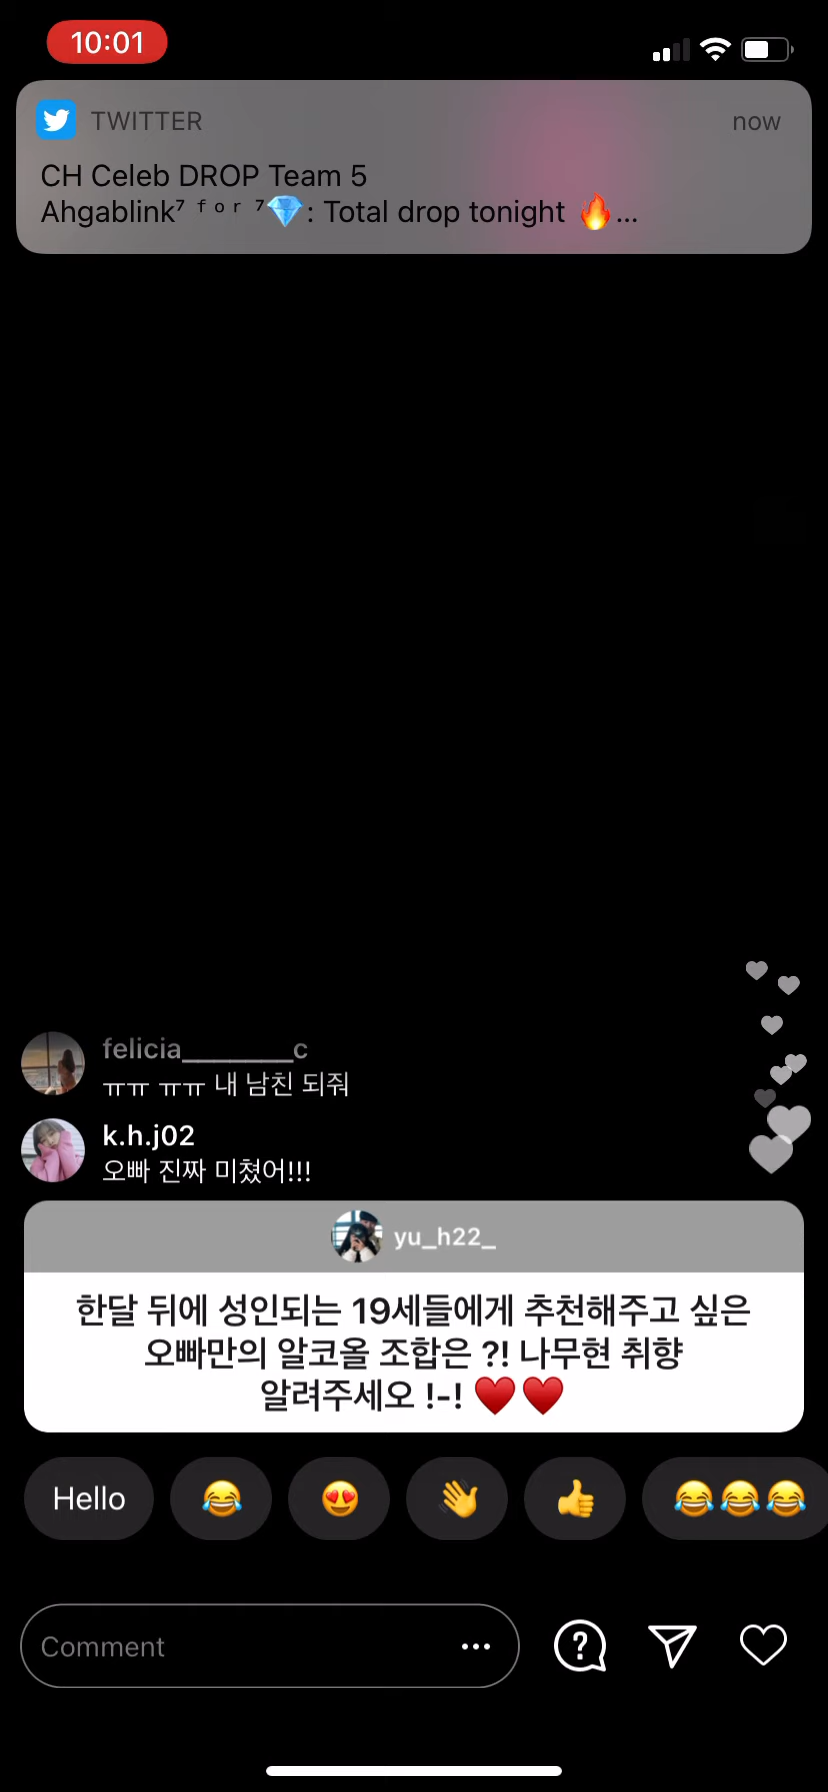 10:01
TWITTER
now
CH Celeb DROP Team 5
Ahgablink⁷ ᶠ ᵒ ʳ ⁷💎: Total drop tonight 🔥...
felicia_______c
ㅠㅠ ㅠㅠ 내 남친 되줘
k.h.j02
오빠 진짜 미쳤어!!!
yu_h22_
한달 뒤에 성인되는 19세들에게 추천해주고 싶은
오빠만의 알코올 조합은 ?! 나무현 취향
알려주세오 !-! ♥️♥️
Hello 😂 😍 👋 👍 😂😂😂
Comment